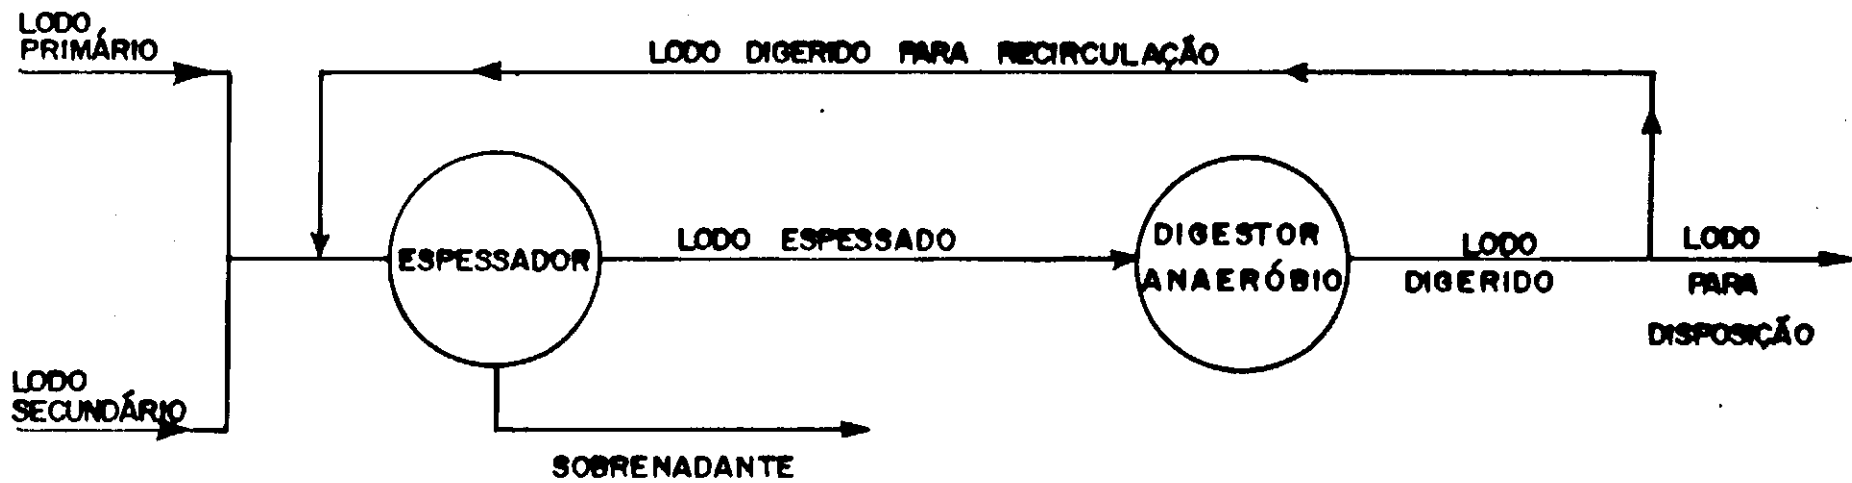 LODO
PRIMÁRIO
LODO DIGERIDO PARA RECIRCULAÇÃO
ESPESSADOR
LODO ESPESSADO
DIGESTOR
ANAERÓBIO
LODO
DIGERIDO
LODO
PARA
DISPOSIÇÃO
LODO
SECUNDÁRIO
SOBRENADANTE